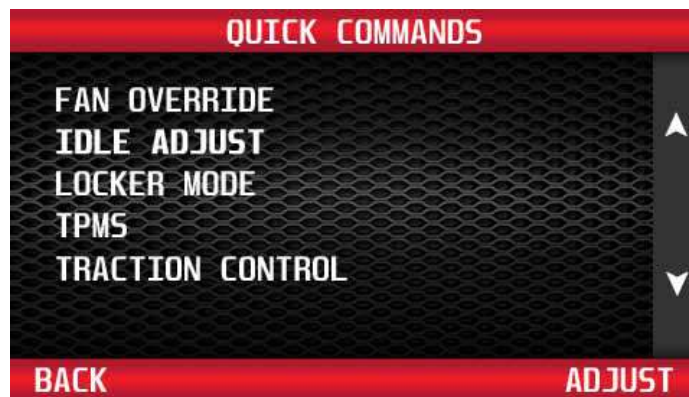 QUICK COMMANDS
FAN OVERRIDE
IDLE ADJUST
LOCKER MODE
TPMS
TRACTION CONTROL
BACK ADJUST